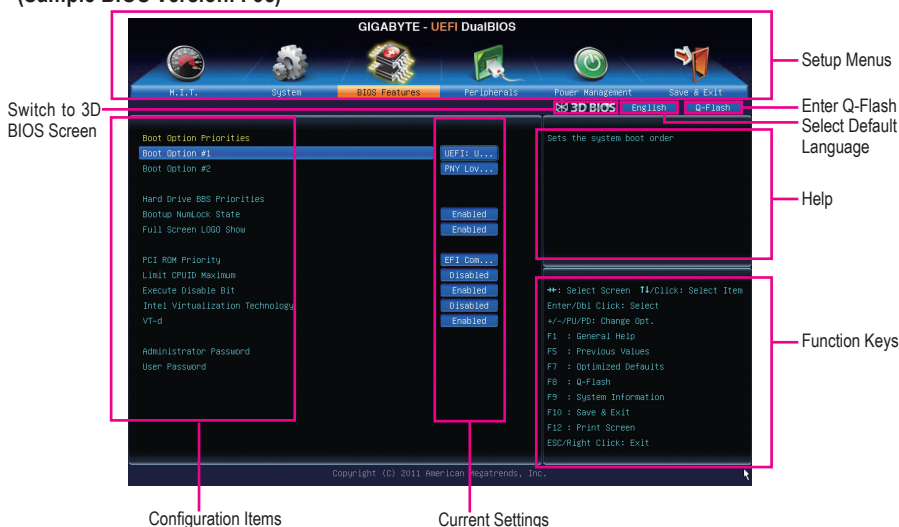 GIGABYTE - UEFI DualBIOS
M.I.T. System BIOS Features Peripherals Power Management Save & Exit
Setup Menus
Switch to 3D
BIOS Screen
3D BIOS English Q-Flash
Enter Q-Flash
Select Default
Language
Boot Option Priorities
Boot Option #1 UEFI: U...
Boot Option #2 PNY Lov...
Hard Drive BBS Priorities
Bootup NumLock State Enabled
Full Screen LOGO Show Enabled
PCI ROM Priority EFI Com...
Limit CPUID Maximum Disabled
Execute Disable Bit Enabled
Intel Virtualization Technology Disabled
VT-d Enabled
Administrator Password
User Password
Sets the system boot order
Help
↔: Select Screen ↑↓/Click: Select Item
Enter/Dbl Click: Select
+/-/PU/PD: Change Opt.
F1 : General Help
F5 : Previous Values
F7 : Optimized Defaults
F8 : Q-Flash
F9 : System Information
F10 : Save & Exit
F12 : Print Screen
ESC/Right Click: Exit
Function Keys
Copyright (C) 2011 American Megatrends, Inc.
Configuration Items
Current Settings